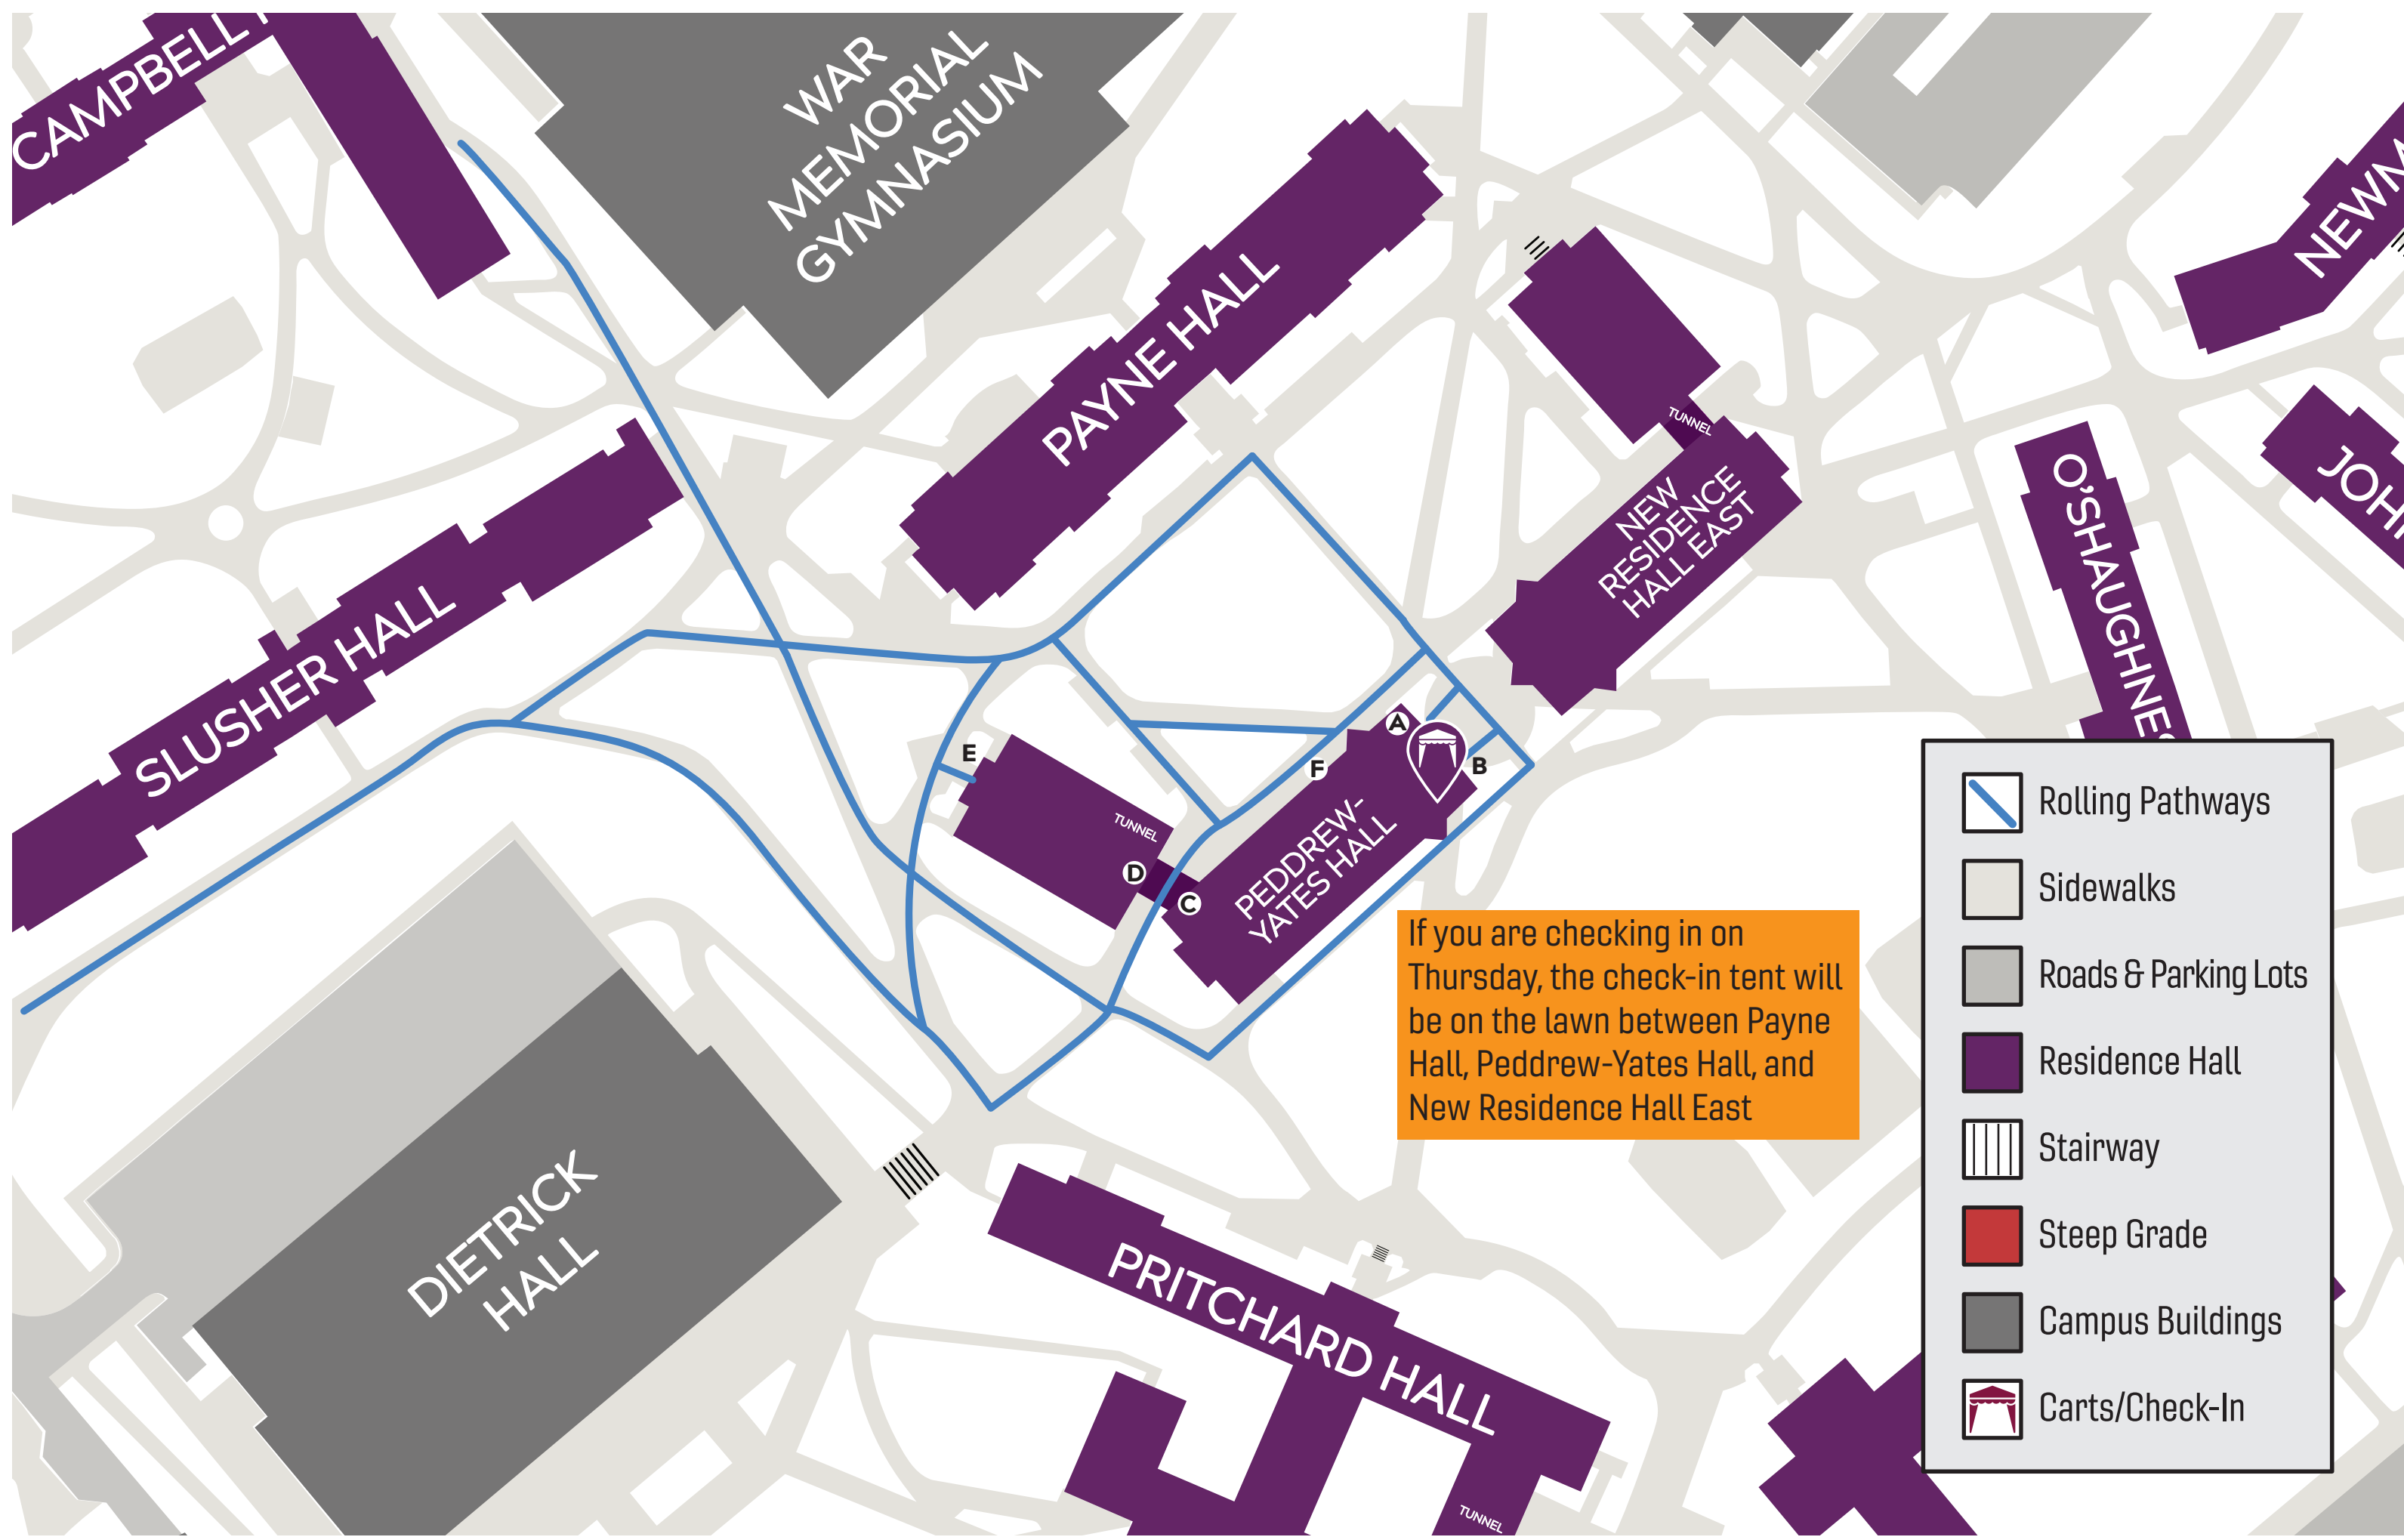 CAMPBELL
WAR
MEMORIAL
GYMNASIUM
PAYNE HALL
TUNNEL
NEW
RESIDENCE
HALL EAST
SLUSHER HALL
E
A
F
B
TUNNEL
D
C
PEDDREW-
YATES HALL
If you are checking in on
Thursday, the check-in tent will
be on the lawn between Payne
Hall, Peddrew-Yates Hall, and
New Residence Hall East
DIETRICK
HALL
PRITCHARD HALL
TUNNEL
Rolling Pathways
Sidewalks
Roads & Parking Lots
Residence Hall
Stairway
Steep Grade
Campus Buildings
Carts/Check-In